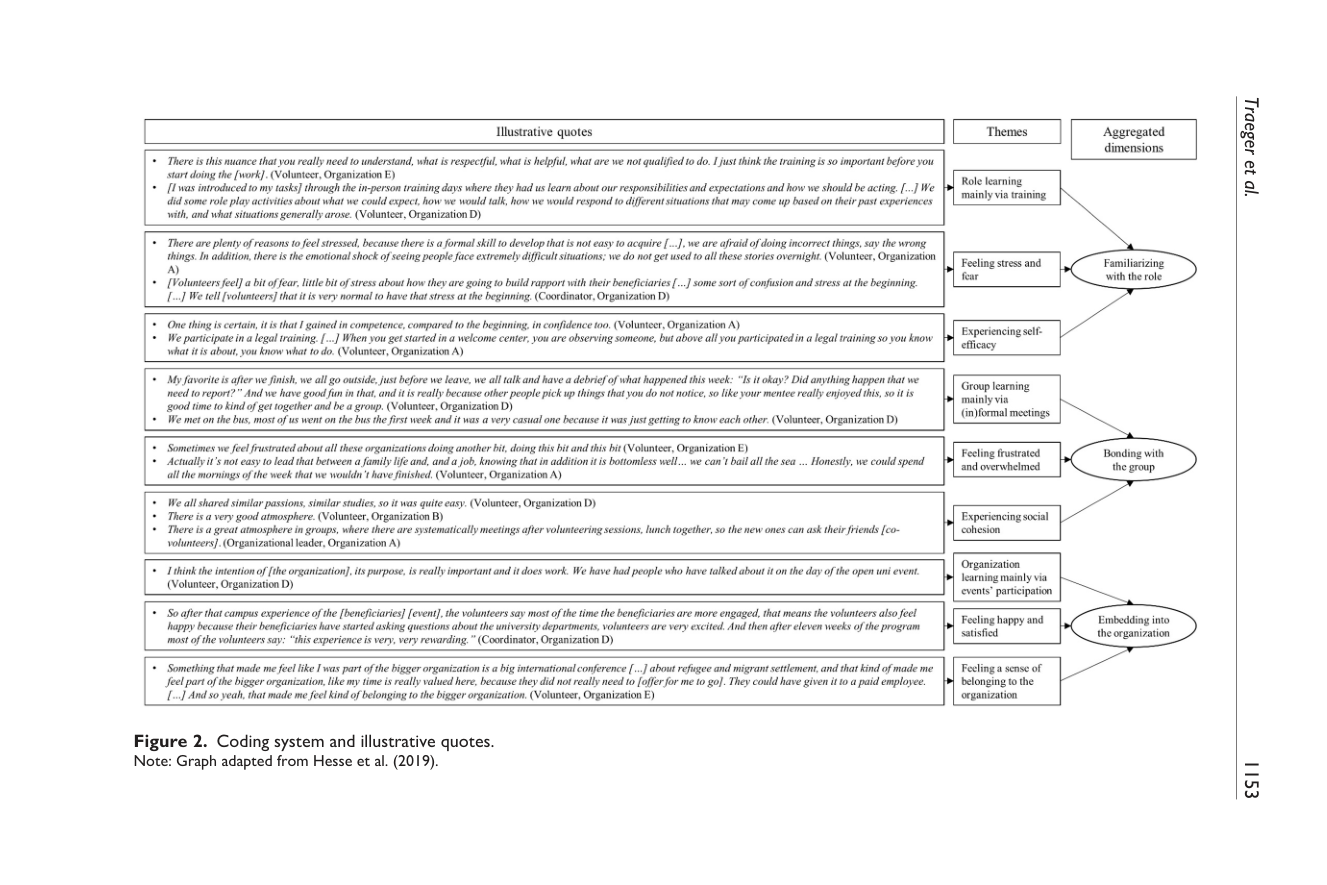 Traeger et al.
1153
Illustrative quotes
Themes
Aggregated
dimensions
• There is this nuance that you really need to understand, what is respectful, what is helpful, what are we not qualified to do. I just think the training is so important before you
start doing the [work]. (Volunteer, Organization E)
• [I was introduced to my tasks] through the in-person training days where they had us learn about our responsibilities and expectations and how we should be acting. […] We
did some role play activities about what we could expect, how we would talk, how we would respond to different situations that may come up based on their past experiences
with, and what situations generally arose. (Volunteer, Organization D)
Role learning
mainly via training
• There are plenty of reasons to feel stressed, because there is a formal skill to develop that is not easy to acquire […], we are afraid of doing incorrect things, say the wrong
things. In addition, there is the emotional shock of seeing people face extremely difficult situations; we do not get used to all these stories overnight. (Volunteer, Organization
A)
• [Volunteers feel] a bit of fear, little bit of stress about how they are going to build rapport with their beneficiaries […] some sort of confusion and stress at the beginning.
[…] We tell [volunteers] that it is very normal to have that stress at the beginning. (Coordinator, Organization D)
Feeling stress and
fear
Familiarizing
with the role
• One thing is certain, it is that I gained in competence, compared to the beginning, in confidence too. (Volunteer, Organization A)
• We participate in a legal training. […] When you get started in a welcome center, you are observing someone, but above all you participated in a legal training so you know
what it is about, you know what to do. (Volunteer, Organization A)
Experiencing self-
efficacy
• My favorite is after we finish, we all go outside, just before we leave, we all talk and have a debrief of what happened this week: “Is it okay? Did anything happen that we
need to report?” And we have good fun in that, and it is really because other people pick up things that you do not notice, so like your mentee really enjoyed this, so it is
good time to kind of get together and be a group. (Volunteer, Organization D)
• We met on the bus, most of us went on the bus the first week and it was a very casual one because it was just getting to know each other. (Volunteer, Organization D)
Group learning
mainly via
(in)formal meetings
• Sometimes we feel frustrated about all these organizations doing another bit, doing this bit and this bit (Volunteer, Organization E)
• Actually it’s not easy to lead that between a family life and, and a job, knowing that in addition it is bottomless well… we can’t bail all the sea … Honestly, we could spend
all the mornings of the week that we wouldn’t have finished. (Volunteer, Organization A)
Feeling frustrated
and overwhelmed
Bonding with
the group
• We all shared similar passions, similar studies, so it was quite easy. (Volunteer, Organization D)
• There is a very good atmosphere. (Volunteer, Organization B)
• There is a great atmosphere in groups, where there are systematically meetings after volunteering sessions, lunch together, so the new ones can ask their friends [co-
volunteers]. (Organizational leader, Organization A)
Experiencing social
cohesion
• I think the intention of [the organization], its purpose, is really important and it does work. We have had people who have talked about it on the day of the open uni event.
(Volunteer, Organization D)
Organization
learning mainly via
events’ participation
• So after that campus experience of the [beneficiaries] [event], the volunteers say most of the time the beneficiaries are more engaged, that means the volunteers also feel
happy because their beneficiaries have started asking questions about the university departments, volunteers are very excited. And then after eleven weeks of the program
most of the volunteers say: “this experience is very, very rewarding.” (Coordinator, Organization D)
Feeling happy and
satisfied
Embedding into
the organization
• Something that made me feel like I was part of the bigger organization is a big international conference […] about refugee and migrant settlement, and that kind of made me
feel part of the bigger organization, like my time is really valued here, because they did not really need to [offer for me to go]. They could have given it to a paid employee.
[…] And so yeah, that made me feel kind of belonging to the bigger organization. (Volunteer, Organization E)
Feeling a sense of
belonging to the
organization
Figure 2. Coding system and illustrative quotes.
Note: Graph adapted from Hesse et al. (2019).